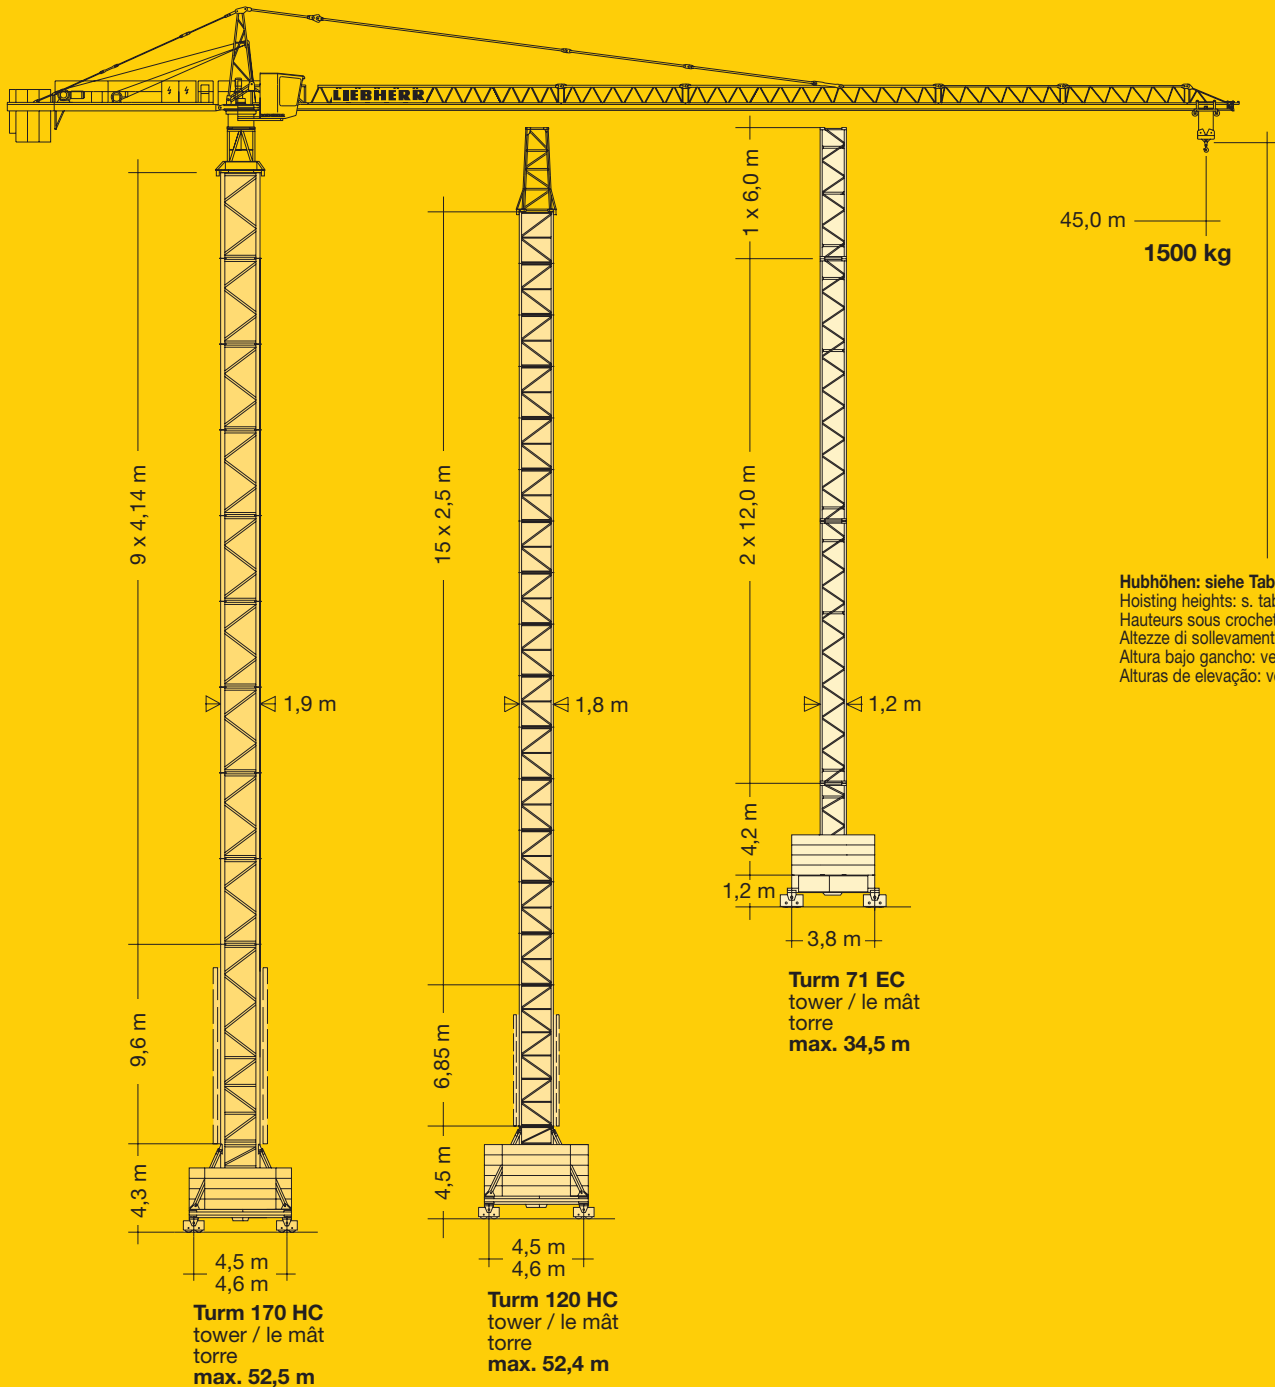 LIEBHERR
45,0 m
1500 kg
1 x 6,0 m
9 x 4,14 m
15 x 2,5 m
2 x 12,0 m
Hubhöhen: siehe Tab
Hoisting heights: s. tab
Hauteurs sous crochet
Altezze di sollevament
Altura bajo gancho: ve
Alturas de elevação: v
1,9 m
1,8 m
1,2 m
4,2 m
1,2 m
3,8 m
Turm 71 EC
tower / le mât
torre
max. 34,5 m
9,6 m
6,85 m
4,3 m
4,5 m
4,5 m
4,6 m
Turm 170 HC
tower / le mât
torre
max. 52,5 m
4,5 m
4,6 m
Turm 120 HC
tower / le mât
torre
max. 52,4 m